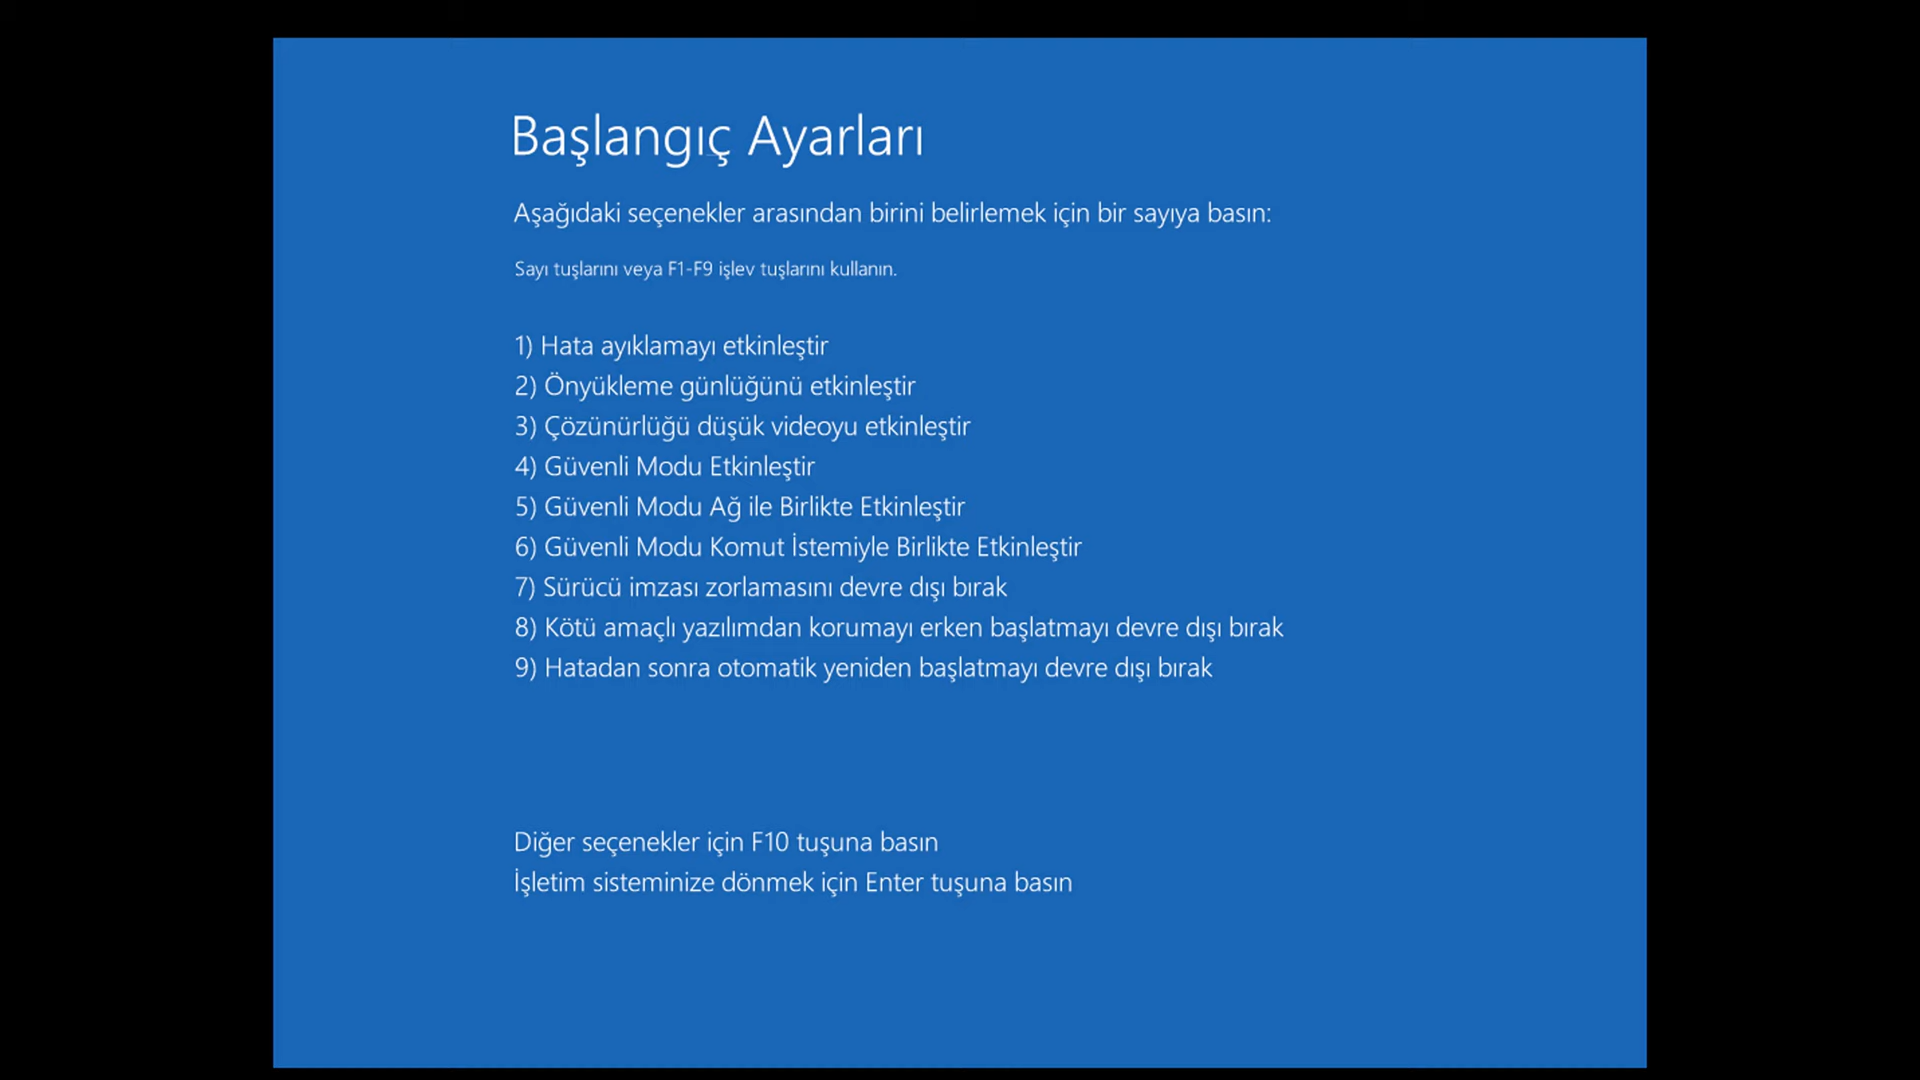 Başlangıç Ayarları
Aşağıdaki seçenekler arasından birini belirlemek için bir sayıya basın:
Sayı tuşlarını veya F1-F9 işlev tuşlarını kullanın.
1) Hata ayıklamayı etkinleştir
2) Önyükleme günlüğünü etkinleştir
3) Çözünürlüğü düşük videoyu etkinleştir
4) Güvenli Modu Etkinleştir
5) Güvenli Modu Ağ ile Birlikte Etkinleştir
6) Güvenli Modu Komut İstemiyle Birlikte Etkinleştir
7) Sürücü imzası zorlamasını devre dışı bırak
8) Kötü amaçlı yazılımdan korumayı erken başlatmayı devre dışı bırak
9) Hatadan sonra otomatik yeniden başlatmayı devre dışı bırak
Diğer seçenekler için F10 tuşuna basın
İşletim sisteminize dönmek için Enter tuşuna basın